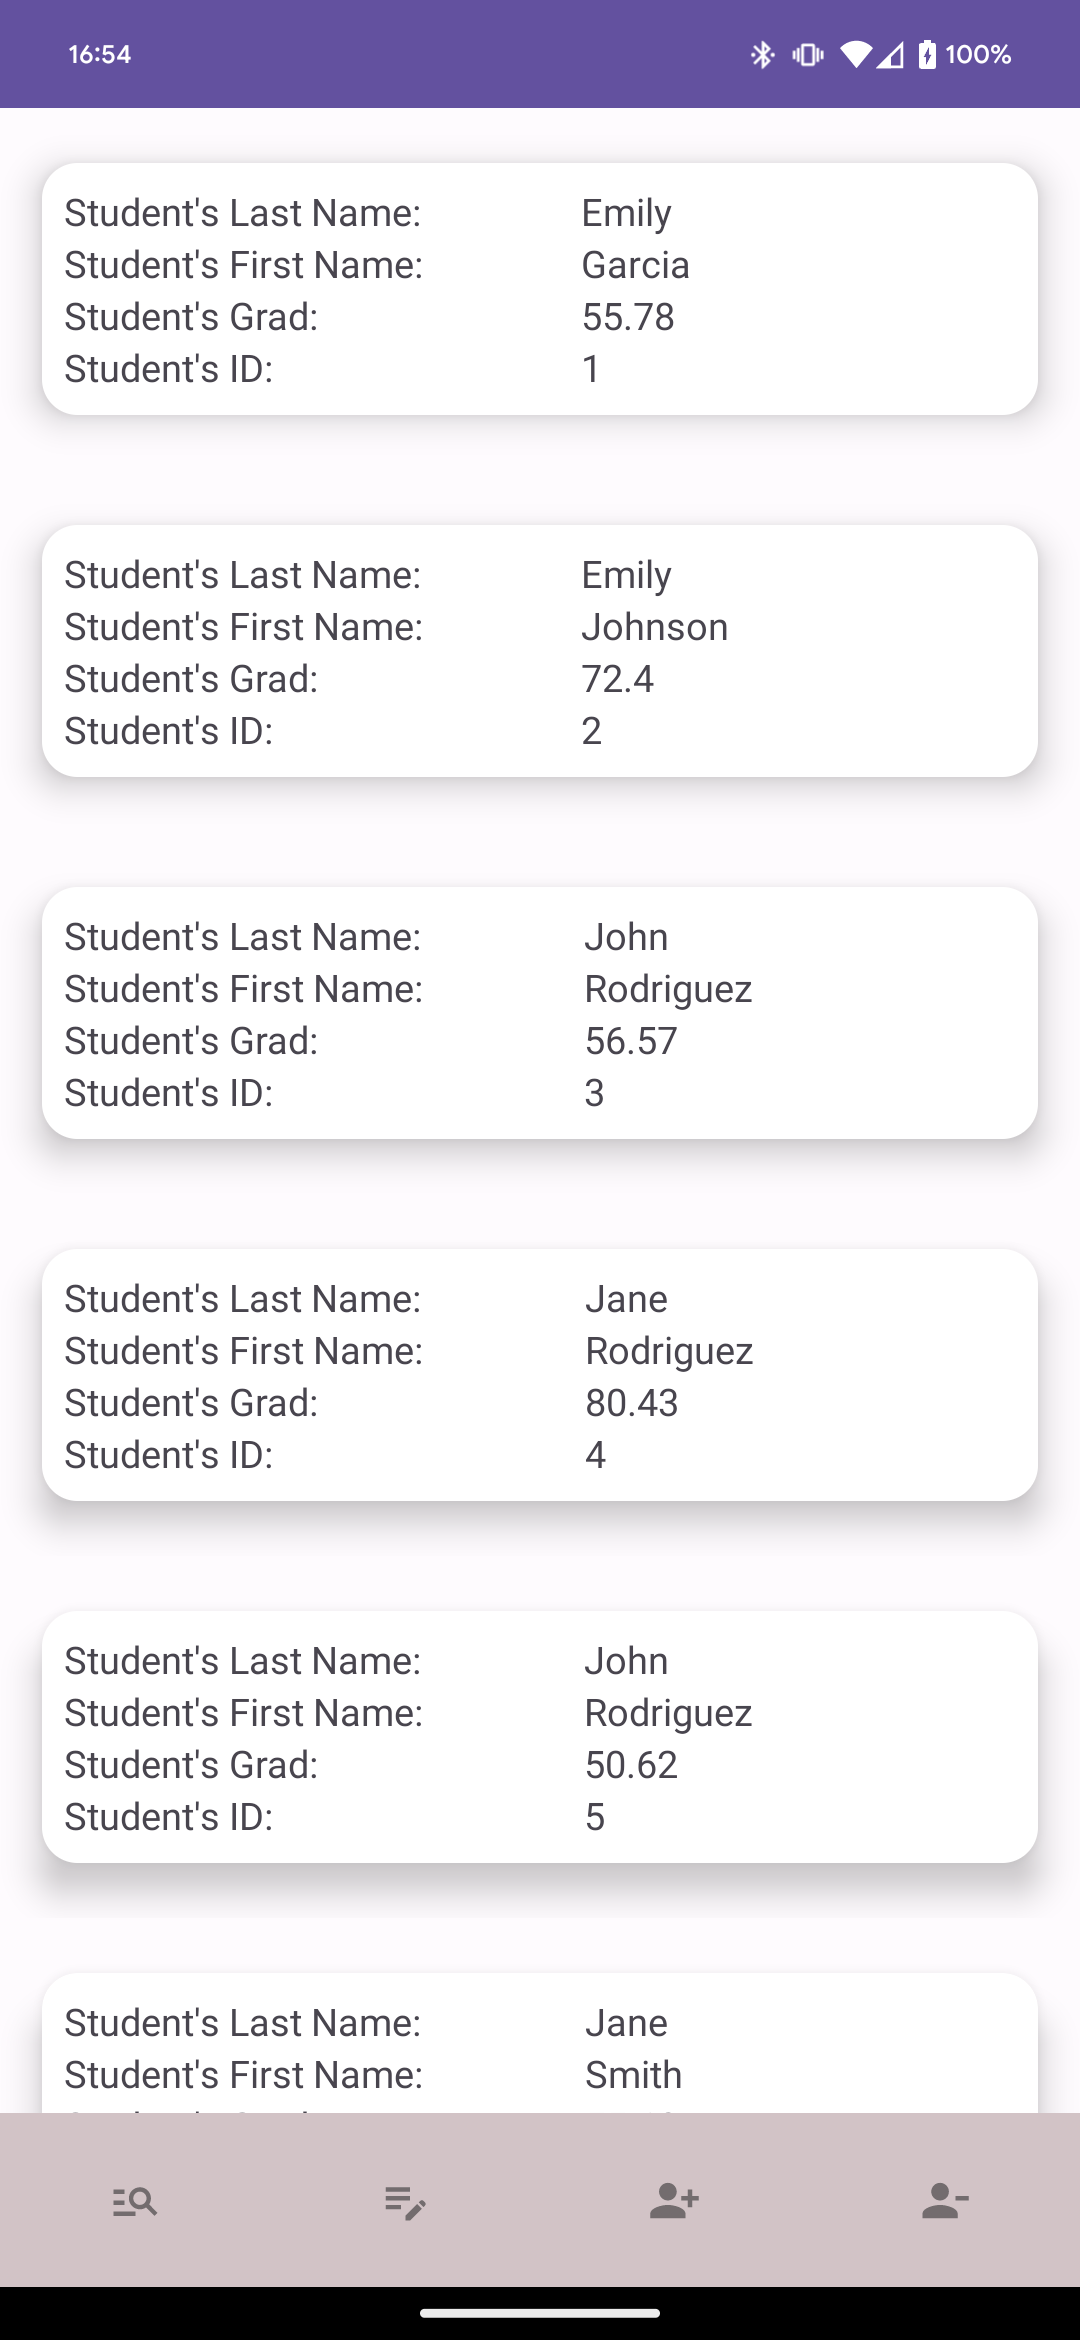 16:54 100%
Student's Last Name: Emily
Student's First Name: Garcia
Student's Grad: 55.78
Student's ID: 1
Student's Last Name: Emily
Student's First Name: Johnson
Student's Grad: 72.4
Student's ID: 2
Student's Last Name: John
Student's First Name: Rodriguez
Student's Grad: 56.57
Student's ID: 3
Student's Last Name: Jane
Student's First Name: Rodriguez
Student's Grad: 80.43
Student's ID: 4
Student's Last Name: John
Student's First Name: Rodriguez
Student's Grad: 50.62
Student's ID: 5
Student's Last Name: Jane
Student's First Name: Smith